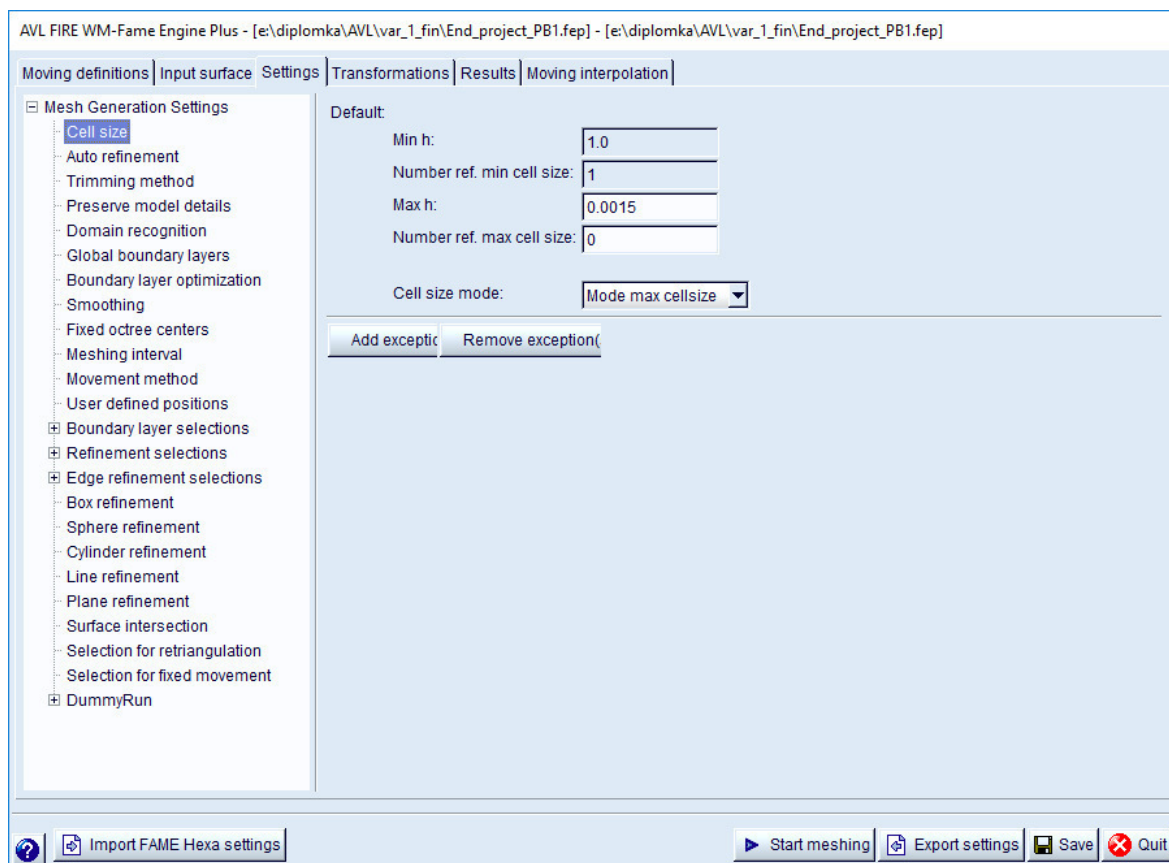 AVL FIRE WM-Fame Engine Plus - [e:\diplomka\AVL\var_1_fin\End_project_PB1.fep] - [e:\diplomka\AVL\var_1_fin\End_project_PB1.fep]
Moving definitions Input surface Settings Transformations Results Moving interpolation
Mesh Generation Settings
Cell size
Auto refinement
Trimming method
Preserve model details
Domain recognition
Global boundary layers
Boundary layer optimization
Smoothing
Fixed octree centers
Meshing interval
Movement method
User defined positions
Boundary layer selections
Refinement selections
Edge refinement selections
Box refinement
Sphere refinement
Cylinder refinement
Line refinement
Plane refinement
Surface intersection
Selection for retriangulation
Selection for fixed movement
DummyRun
Default:
Min h: 1.0
Number ref. min cell size: 1
Max h: 0.0015
Number ref. max cell size: 0
Cell size mode: Mode max cellsize
Add exceptic Remove exception(
? Import FAME Hexa settings Start meshing Export settings Save Quit